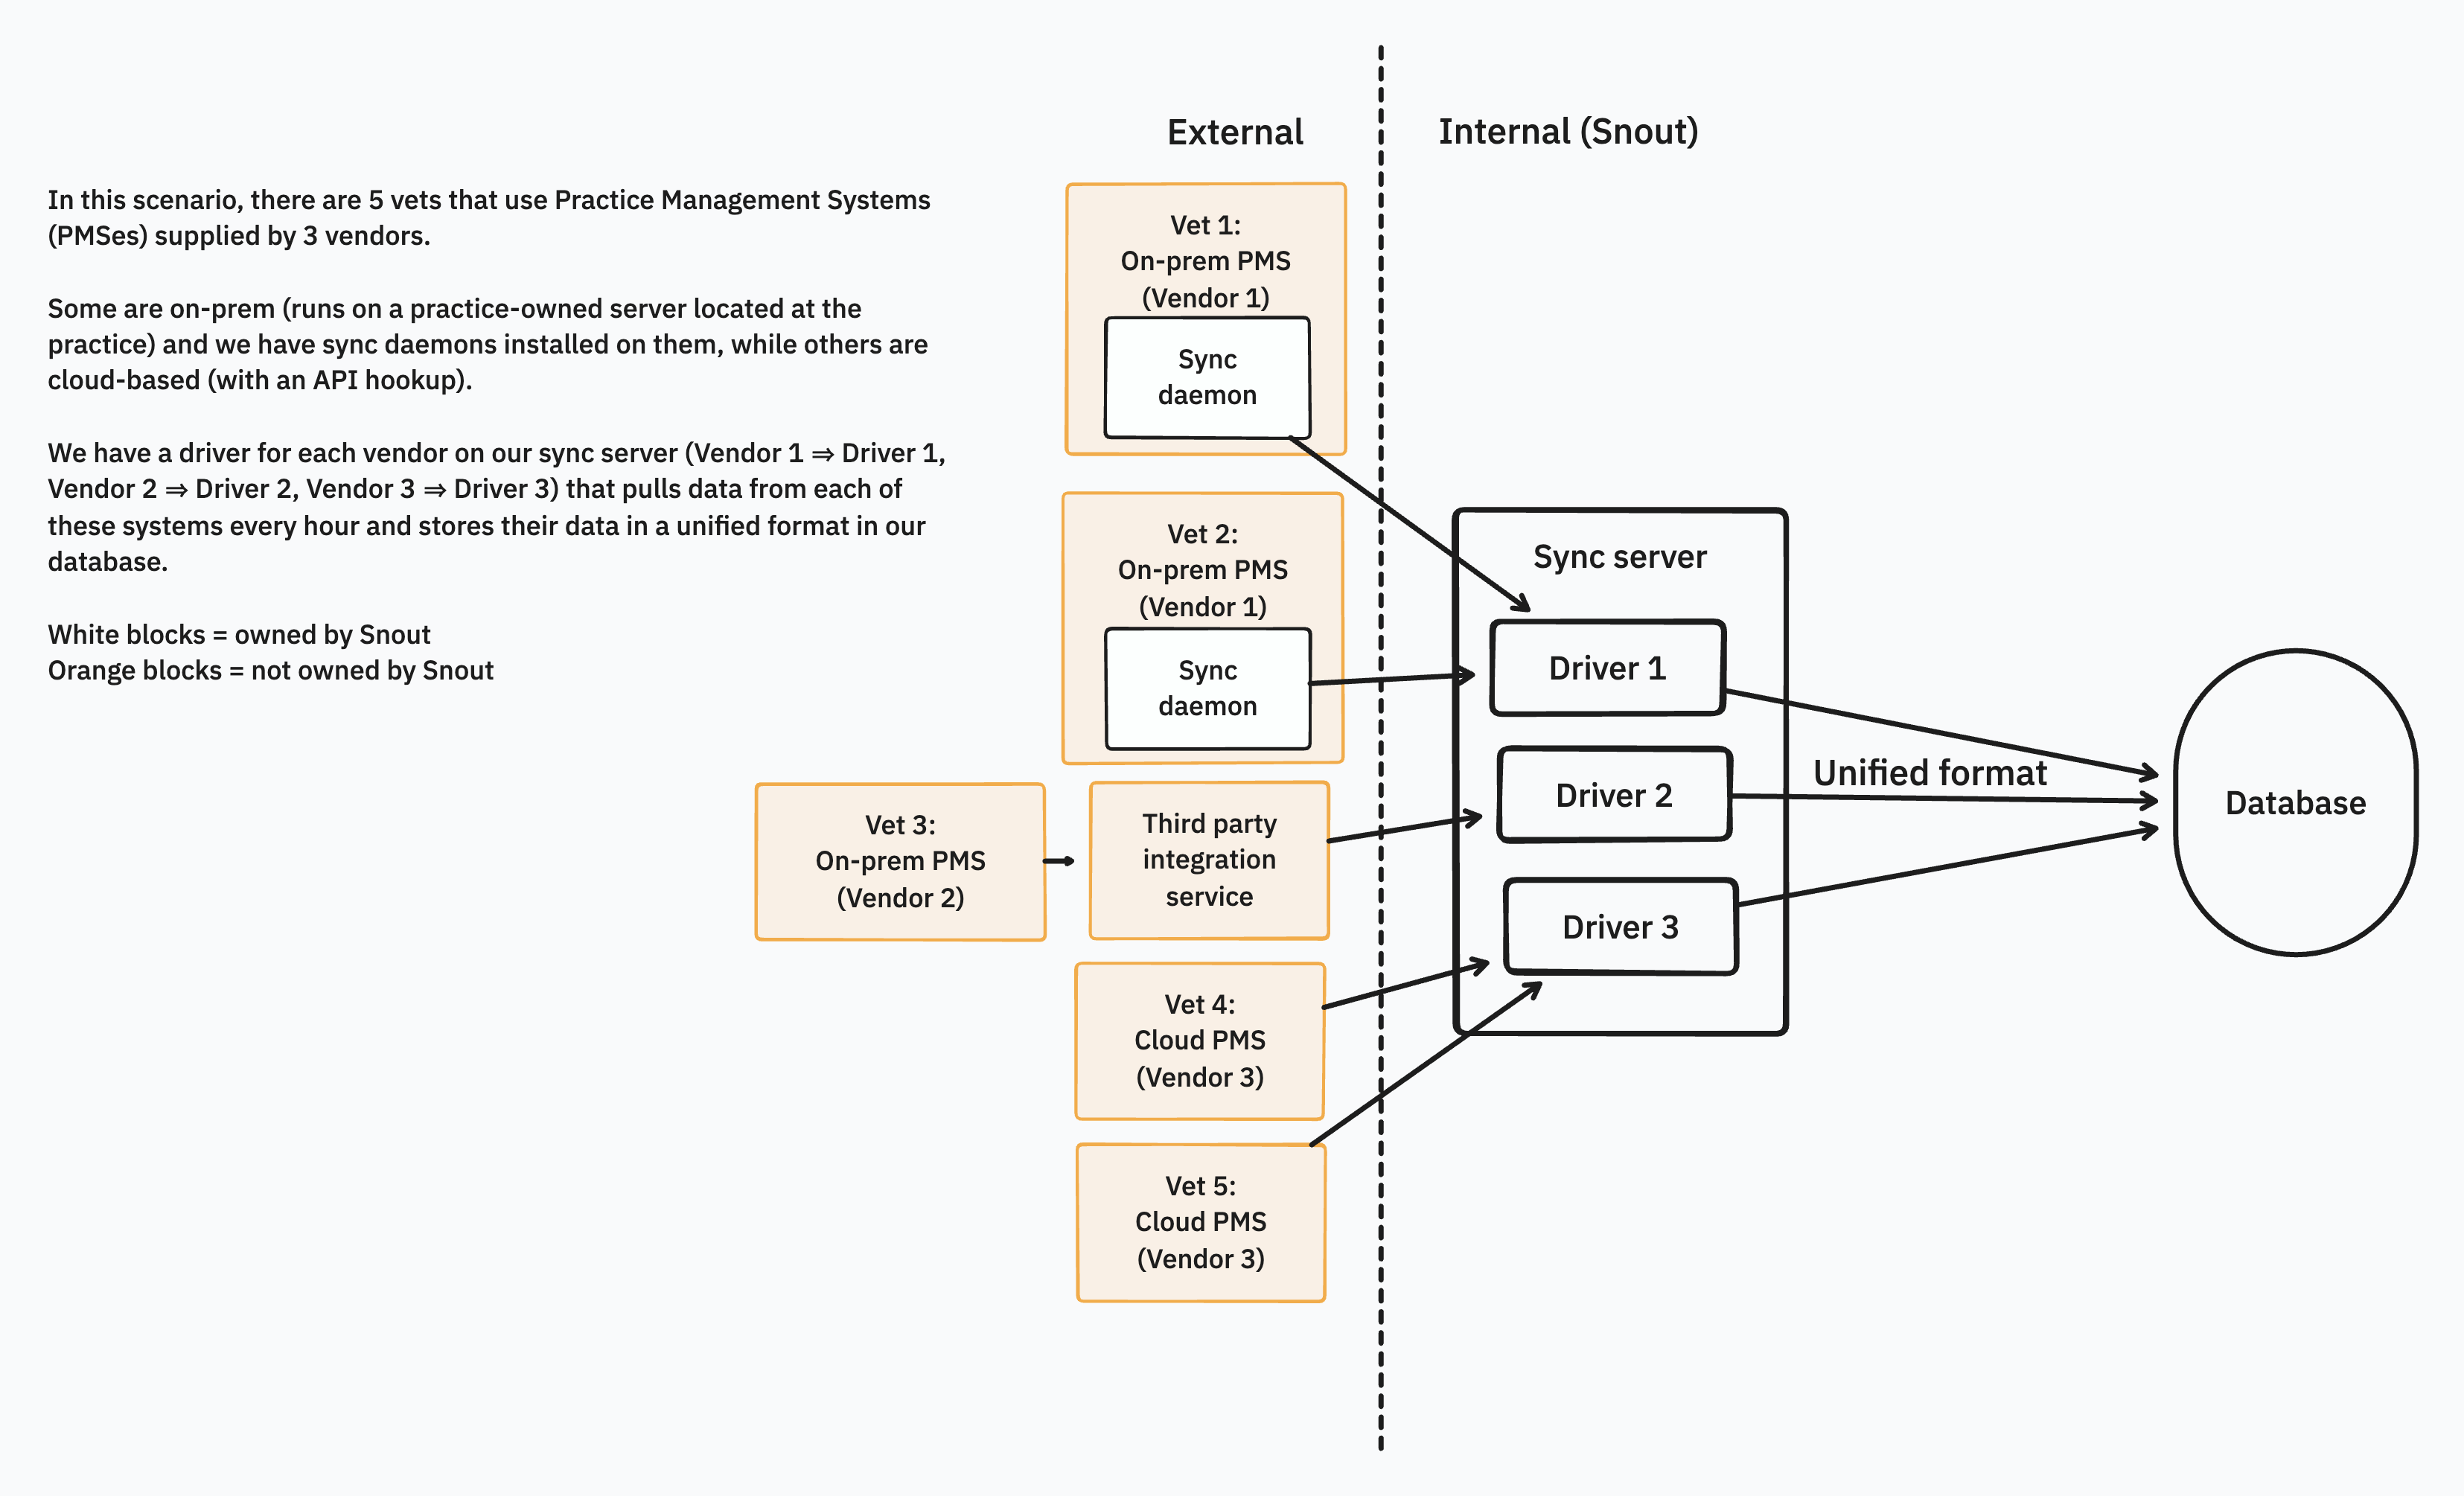 External
Internal (Snout)
In this scenario, there are 5 vets that use Practice Management Systems
(PMSes) supplied by 3 vendors.
Some are on-prem (runs on a practice-owned server located at the
practice) and we have sync daemons installed on them, while others are
cloud-based (with an API hookup).
We have a driver for each vendor on our sync server (Vendor 1 ⇒ Driver 1,
Vendor 2 ⇒ Driver 2, Vendor 3 ⇒ Driver 3) that pulls data from each of
these systems every hour and stores their data in a unified format in our
database.
White blocks = owned by Snout
Orange blocks = not owned by Snout
Vet 1:
On-prem PMS
(Vendor 1)
Sync
daemon
Vet 2:
On-prem PMS
(Vendor 1)
Sync
daemon
Vet 3:
On-prem PMS
(Vendor 2)
Third party
integration
service
Vet 4:
Cloud PMS
(Vendor 3)
Vet 5:
Cloud PMS
(Vendor 3)
Sync server
Driver 1
Driver 2
Driver 3
Unified format
Database